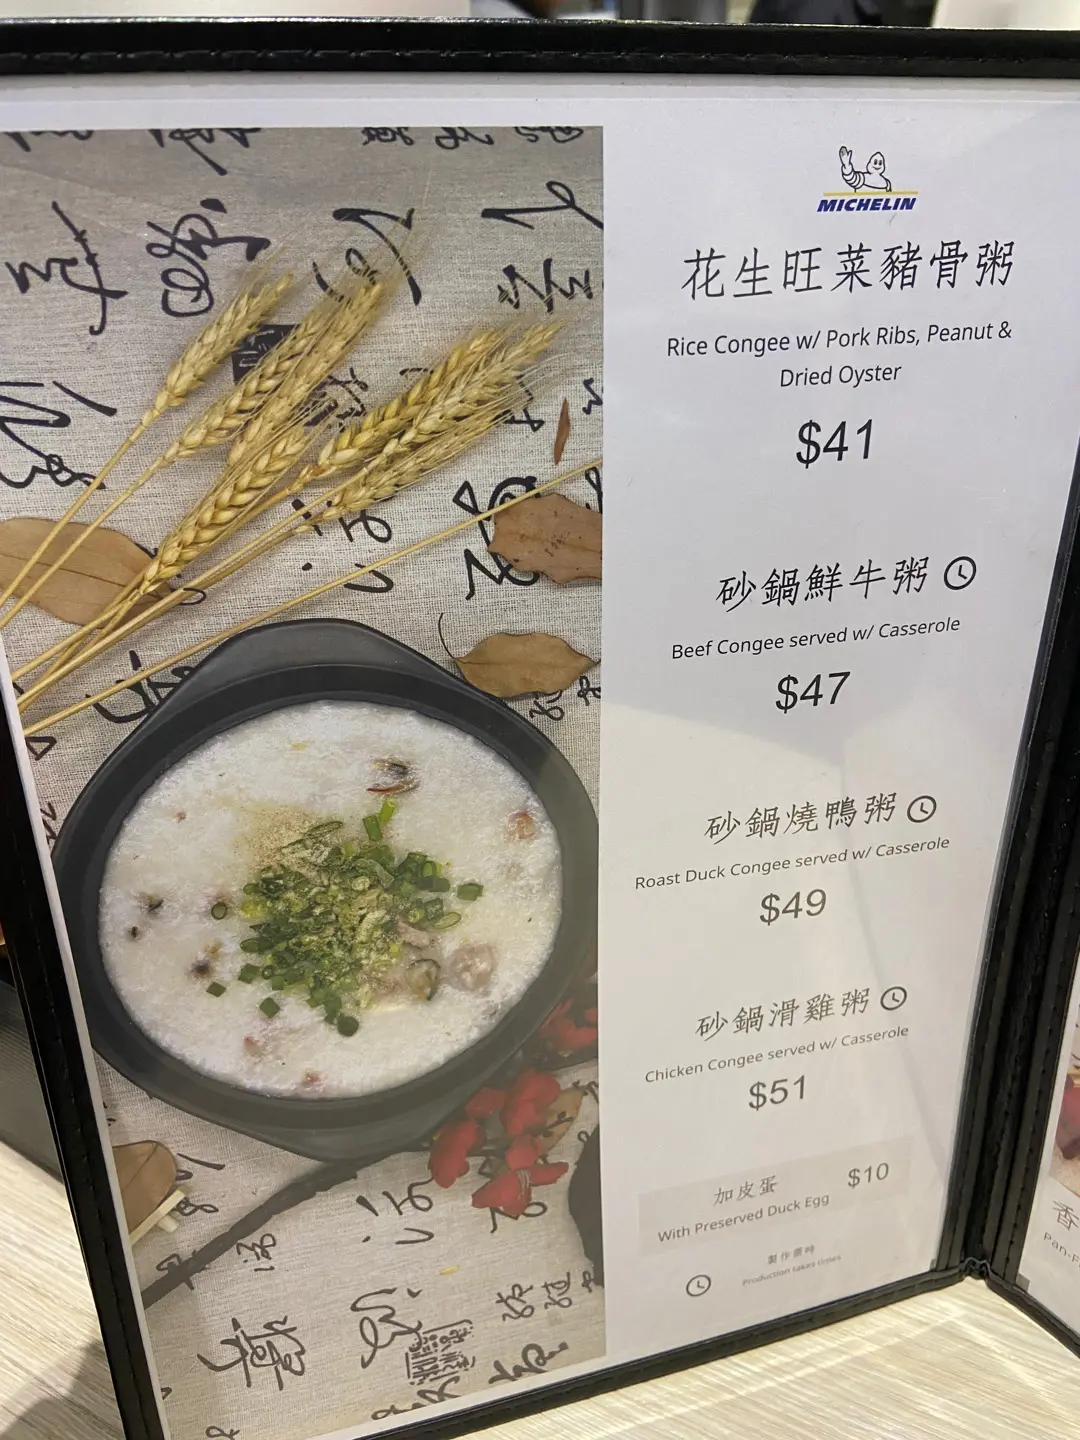 MICHELIN
花生旺菜豬骨粥
Rice Congee w/ Pork Ribs, Peanut &
Dried Oyster
$41
砂鍋鮮牛粥
Beef Congee served w/ Casserole
$47
砂鍋燒鴨粥
Roast Duck Congee served w/ Casserole
$49
砂鍋滑雞粥
Chicken Congee served w/ Casserole
$51
加皮蛋 $10
With Preserved Duck Egg
製作需時
Production takes times
香
Pan-F